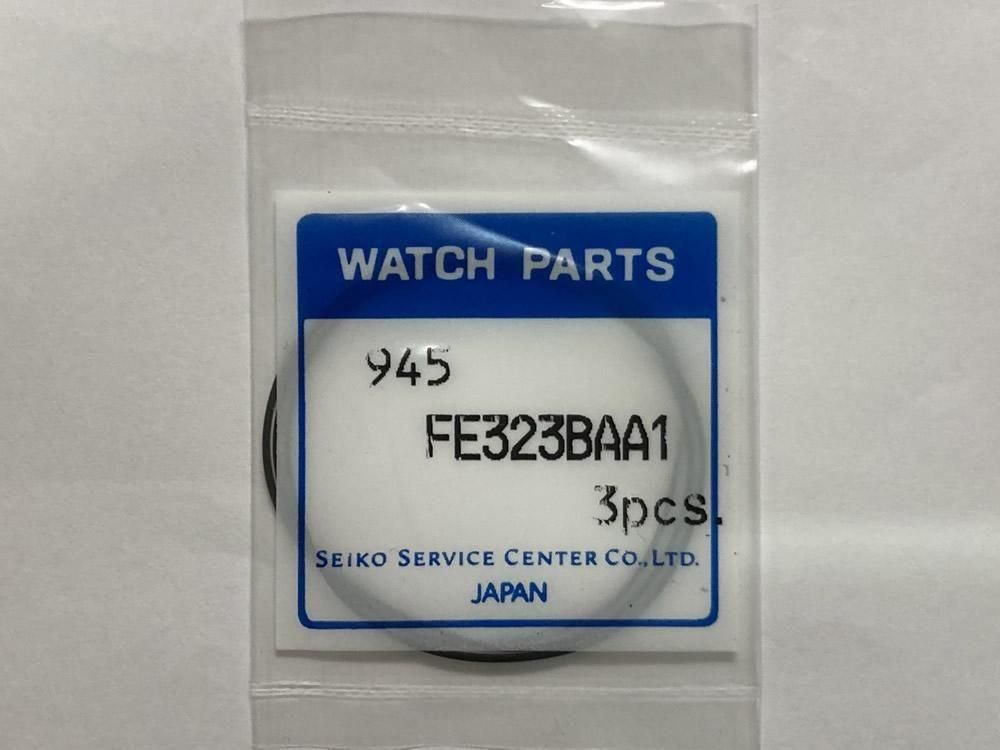 WATCH PARTS
945
FE323BAA1
3pcs.
SEIKO SERVICE CENTER CO., LTD.
JAPAN